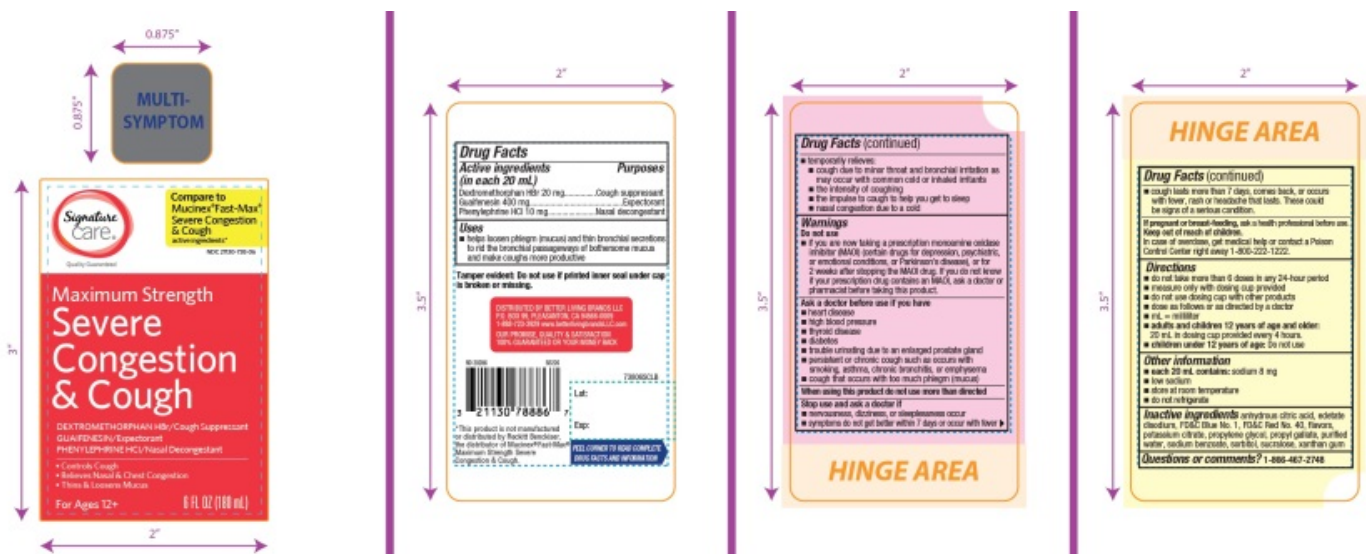 0.875"
0.875"
MULTI-
SYMPTOM
3"
Signature
care®
Quality Guaranteed
Compare to
Mucinex® Fast-Max®
Severe Congestion
& Cough
active ingredients*
Maximum Strength
Severe
Congestion
& Cough
DEXTROMETHORPHAN HBr/Cough Suppressant
GUAIFENESIN/Expectorant
PHENYLEPHRINE HCl/Nasal Decongestant
• Controls Cough
• Relieves Nasal & Chest Congestion
• Thins & Loosens Mucus
For Ages 12+
6 FL OZ (180 mL)
2"
2"
3.5"
Drug Facts
Active ingredients Purposes
(in each 20 mL)
Dextromethorphan HBr 20 mg..............Cough suppressant
Guaifenesin 400 mg..............Expectorant
Phenylephrine HCl 10 mg..............Nasal decongestant
Uses
■ helps loosen phlegm (mucus) and thin bronchial secretions
to rid the bronchial passageways of bothersome mucus
and make coughs more productive
Tamper evident: Do not use if printed inner seal under cap
is broken or missing.
DISTRIBUTED BY BETTER LIVING BRANDS LLC
P.O. BOX 99, PLEASANTON, CA 94566-0009
1-888-723-3929 www.betterlivingbrandsLLC.com
OUR PROMISE, QUALITY & SATISFACTION
100% GUARANTEED OR YOUR MONEY BACK
Lot:
3 21130 78886 7
Exp:
*This product is not manufactured
or distributed by Reckitt Benckiser,
the distributor of Mucinex® Fast-Max®
Maximum Strength Severe
Congestion & Cough.
PEEL CORNER TO READ COMPLETE
DRUG FACTS AND INFORMATION
2"
3.5"
Drug Facts (continued)
■ temporarily relieves:
■ cough due to minor throat and bronchial irritation as
may occur with common cold or inhaled irritants
■ the intensity of coughing
■ the impulse to cough to help you get to sleep
■ nasal congestion due to a cold
Warnings
Do not use
■ if you are now taking a prescription monoamine oxidase
inhibitor (MAOI) (certain drugs for depression, psychiatric,
or emotional conditions, or Parkinson's disease), or for
2 weeks after stopping the MAOI drug. If you do not know
if your prescription drug contains an MAOI, ask a doctor or
pharmacist before taking this product.
Ask a doctor before use if you have
■ heart disease
■ high blood pressure
■ thyroid disease
■ diabetes
■ trouble urinating due to an enlarged prostate gland
■ persistent or chronic cough such as occurs with
smoking, asthma, chronic bronchitis, or emphysema
■ cough that occurs with too much phlegm (mucus)
When using this product do not use more than directed
Stop use and ask a doctor if
■ nervousness, dizziness, or sleeplessness occur
■ symptoms do not get better within 7 days or occur with fever ▶
HINGE AREA
2"
3.5"
HINGE AREA
Drug Facts (continued)
■ cough lasts more than 7 days, comes back, or occurs
with fever, rash or headache that lasts. These could
be signs of a serious condition.
If pregnant or breast-feeding, ask a health professional before use.
Keep out of reach of children.
In case of overdose, get medical help or contact a Poison
Control Center right away 1-800-222-1222.
Directions
■ do not take more than 6 doses in any 24-hour period
■ measure only with dosing cup provided
■ do not use dosing cup with other products
■ dose as follows or as directed by a doctor
■ mL = milliliter
■ adults and children 12 years of age and older:
20 mL in dosing cup provided every 4 hours.
■ children under 12 years of age: Do not use
Other information
■ each 20 mL contains: sodium 8 mg
■ low sodium
■ store at room temperature
■ do not refrigerate
Inactive ingredients anhydrous citric acid, edetate
disodium, FD&C Blue No. 1, FD&C Red No. 40, flavors,
potassium citrate, propylene glycol, propyl gallate, purified
water, sodium benzoate, sorbitol, sucralose, xanthan gum
Questions or comments? 1-866-467-2748